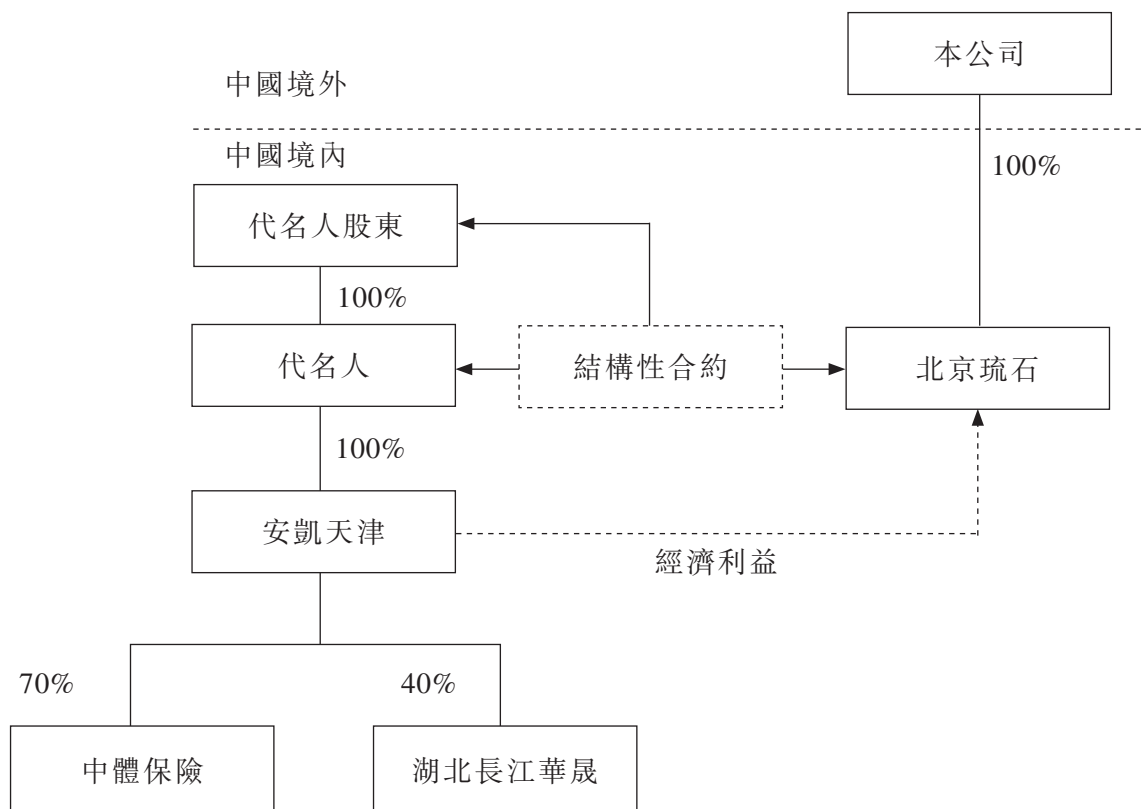 本公司
中國境外
中國境內
100%
代名人股東
100%
代名人
結構性合約
北京琉石
100%
安凱天津
經濟利益
70%
40%
中體保險
湖北長江華晟